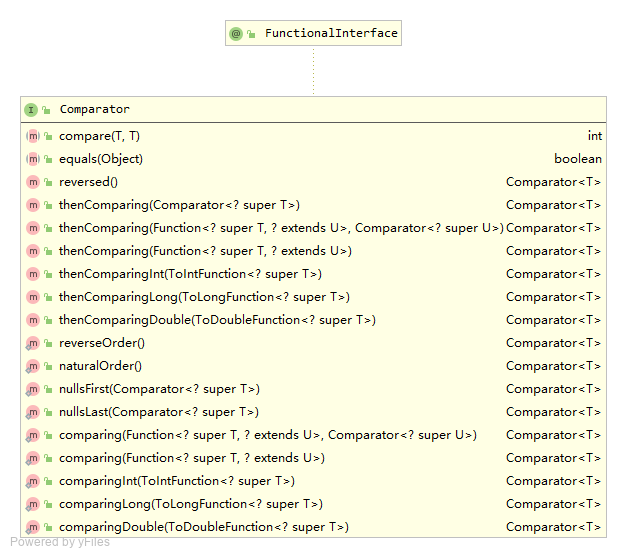 @ FunctionalInterface
I Comparator
m compare(T, T) int
m equals(Object) boolean
m reversed() Comparator<T>
m thenComparing(Comparator<? super T>) Comparator<T>
m thenComparing(Function<? super T, ? extends U>, Comparator<? super U>) Comparator<T>
m thenComparing(Function<? super T, ? extends U>) Comparator<T>
m thenComparingInt(ToIntFunction<? super T>) Comparator<T>
m thenComparingLong(ToLongFunction<? super T>) Comparator<T>
m thenComparingDouble(ToDoubleFunction<? super T>) Comparator<T>
m reverseOrder() Comparator<T>
m naturalOrder() Comparator<T>
m nullsFirst(Comparator<? super T>) Comparator<T>
m nullsLast(Comparator<? super T>) Comparator<T>
m comparing(Function<? super T, ? extends U>, Comparator<? super U>) Comparator<T>
m comparing(Function<? super T, ? extends U>) Comparator<T>
m comparingInt(ToIntFunction<? super T>) Comparator<T>
m comparingLong(ToLongFunction<? super T>) Comparator<T>
m comparingDouble(ToDoubleFunction<? super T>) Comparator<T>
Powered by yFiles